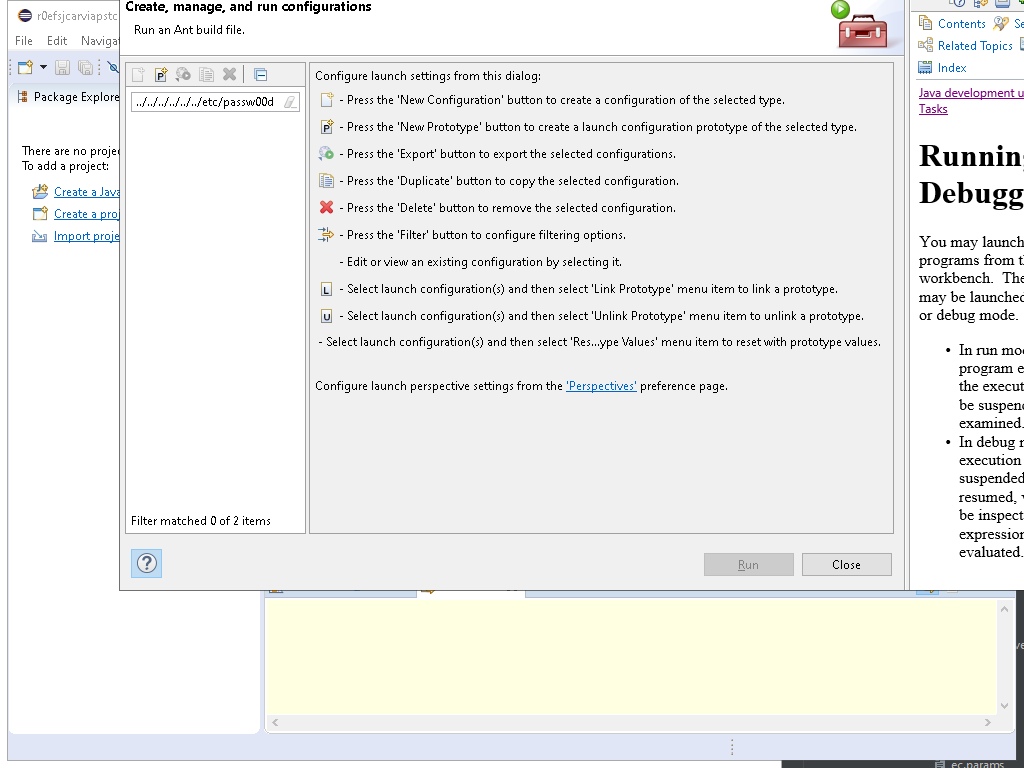 r0efsjcarviapstc
File Edit Naviga
Package Explore
There are no projec
To add a project:
Create a Java
Create a proj
Import proje
Create, manage, and run configurations
Run an Ant build file.
../../../../../../etc/passw00d
Filter matched 0 of 2 items
Configure launch settings from this dialog:
- Press the 'New Configuration' button to create a configuration of the selected type.
- Press the 'New Prototype' button to create a launch configuration prototype of the selected type.
- Press the 'Export' button to export the selected configurations.
- Press the 'Duplicate' button to copy the selected configuration.
- Press the 'Delete' button to remove the selected configuration.
- Press the 'Filter' button to configure filtering options.
- Edit or view an existing configuration by selecting it.
- Select launch configuration(s) and then select 'Link Prototype' menu item to link a prototype.
- Select launch configuration(s) and then select 'Unlink Prototype' menu item to unlink a prototype.
- Select launch configuration(s) and then select 'Res...ype Values' menu item to reset with prototype values.
Configure launch perspective settings from the 'Perspectives' preference page.
Run
Close
Contents Se
Related Topics
Index
Java development u
Tasks
Running
Debugg
You may launch
programs from th
workbench. The
may be launched
or debug mode.
• In run mod
program e
the execut
be suspend
examined.
• In debug m
execution
suspended
resumed, v
be inspect
expression
evaluated.
ec.params